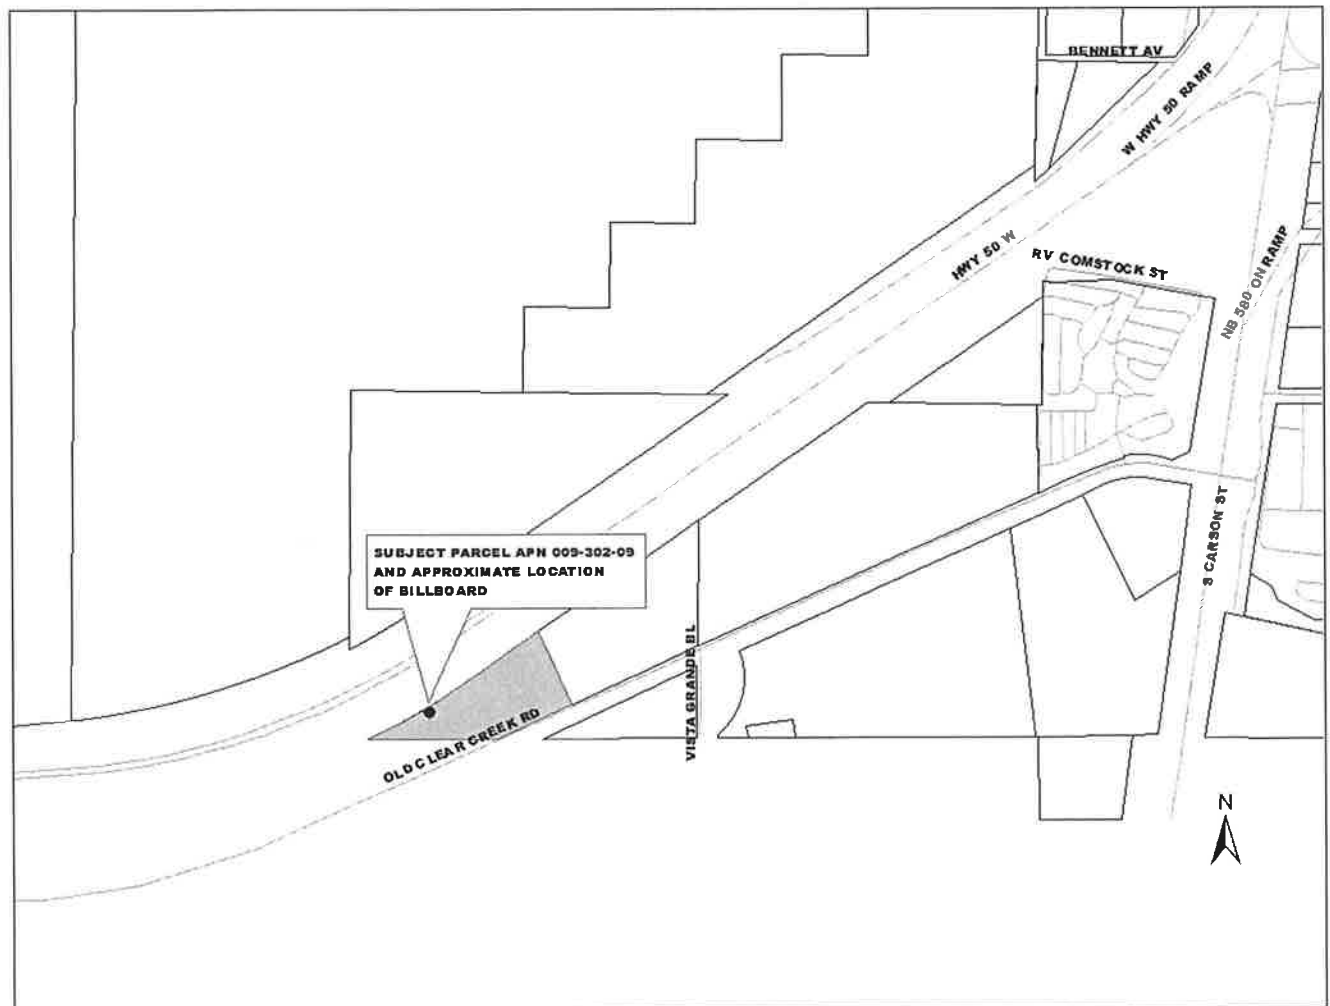 BENNETT AV
W HWY 50 RAMP
HWY 50 W
RV COMSTOCK ST
NB 580 ON RAMP
S CARSON ST
SUBJECT PARCEL APN 009-302-09
AND APPROXIMATE LOCATION
OF BILLBOARD
VISTA GRANDE BL
OLD CLEAR CREEK RD
N